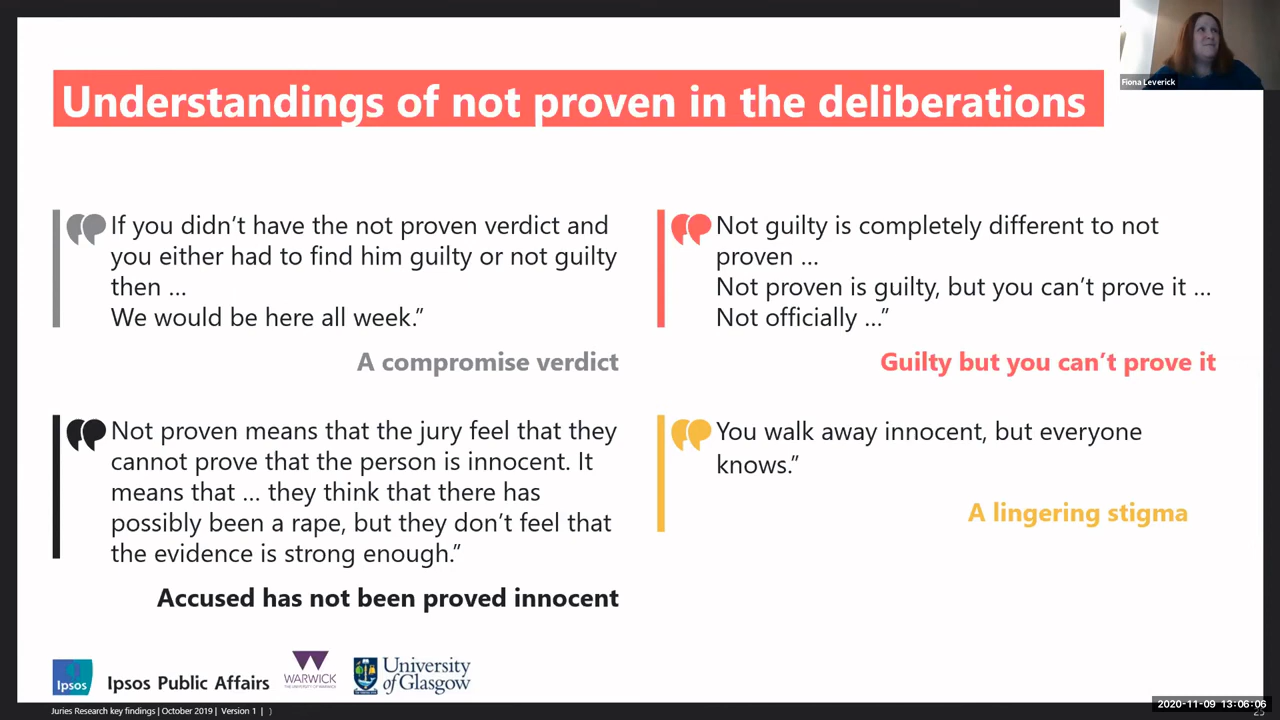 Fiona Leverick
Understandings of not proven in the deliberations
If you didn’t have the not proven verdict and
you either had to find him guilty or not guilty
then …
We would be here all week.”
A compromise verdict
Not guilty is completely different to not
proven …
Not proven is guilty, but you can’t prove it …
Not officially …”
Guilty but you can’t prove it
Not proven means that the jury feel that they
cannot prove that the person is innocent. It
means that … they think that there has
possibly been a rape, but they don’t feel that
the evidence is strong enough.”
Accused has not been proved innocent
You walk away innocent, but everyone
knows.”
A lingering stigma
Ipsos
Ipsos Public Affairs
WARWICK
THE UNIVERSITY OF WARWICK
University
of Glasgow
Juries Research key findings | October 2019 | Version 1 | )
2020-11-09 13:06:06